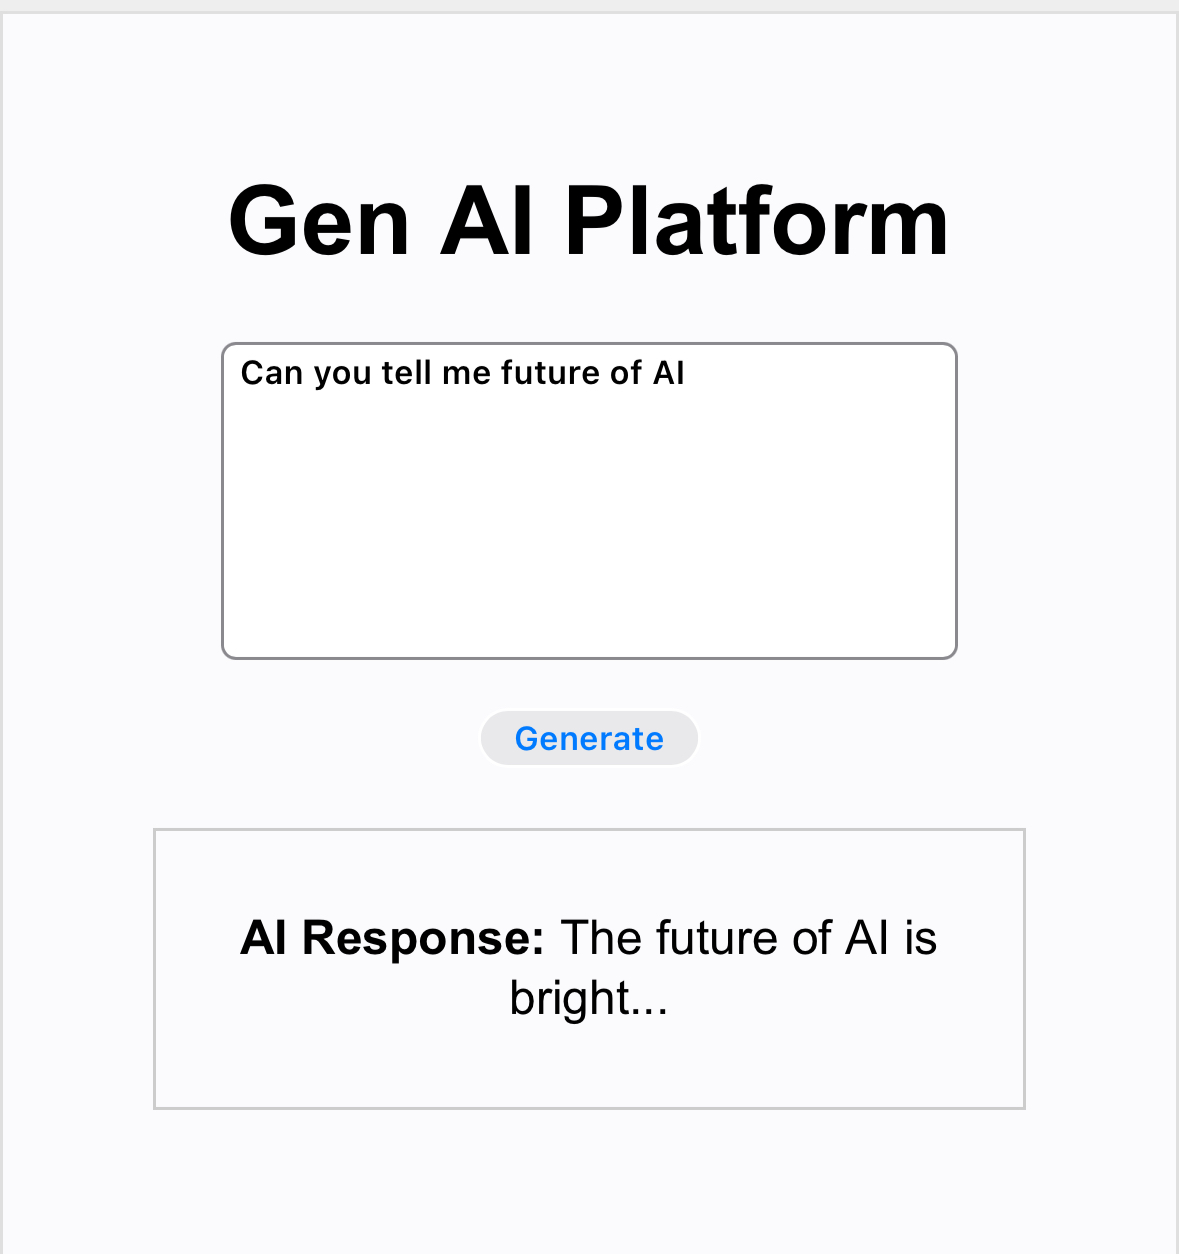 Gen AI Platform
Can you tell me future of AI
Generate
AI Response: The future of AI is
bright...